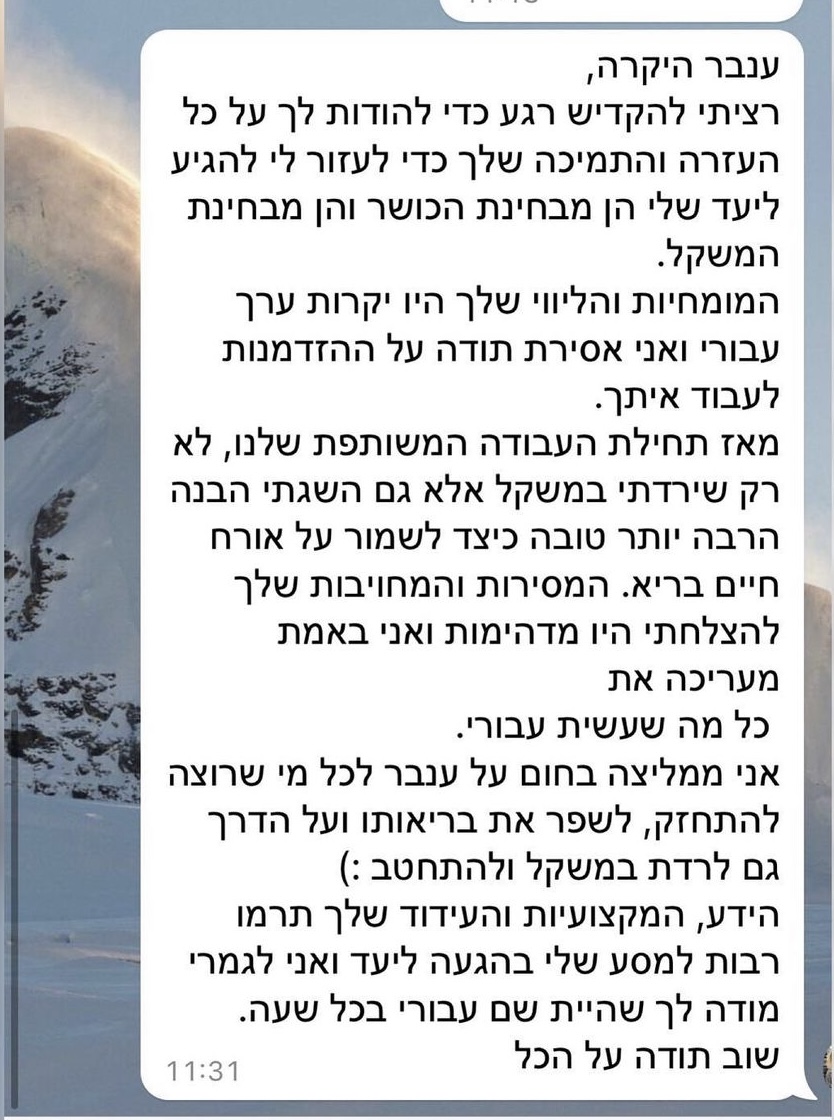 ענבר היקרה,
רציתי להקדיש רגע כדי להודות לך על כל
העזרה והתמיכה שלך כדי לעזור לי להגיע
ליעד שלי הן מבחינת הכושר והן מבחינת
המשקל.
המומחיות והליווי שלך היו יקרות ערך
עבורי ואני אסירת תודה על ההזדמנות
לעבוד איתך.
מאז תחילת העבודה המשותפת שלנו, לא
רק שירדתי במשקל אלא גם השגתי הבנה
הרבה יותר טובה כיצד לשמור על אורח
חיים בריא. המסירות והמחויבות שלך
להצלחתי היו מדהימות ואני באמת
מעריכה את
כל מה שעשית עבורי.
אני ממליצה בחום על ענבר לכל מי שרוצה
להתחזק, לשפר את בריאותו ועל הדרך
גם לרדת במשקל ולהתחטב :)
הידע, המקצועיות והעידוד שלך תרמו
רבות למסע שלי בהגעה ליעד ואני לגמרי
מודה לך שהיית שם עבורי בכל שעה.
שוב תודה על הכל
11:31